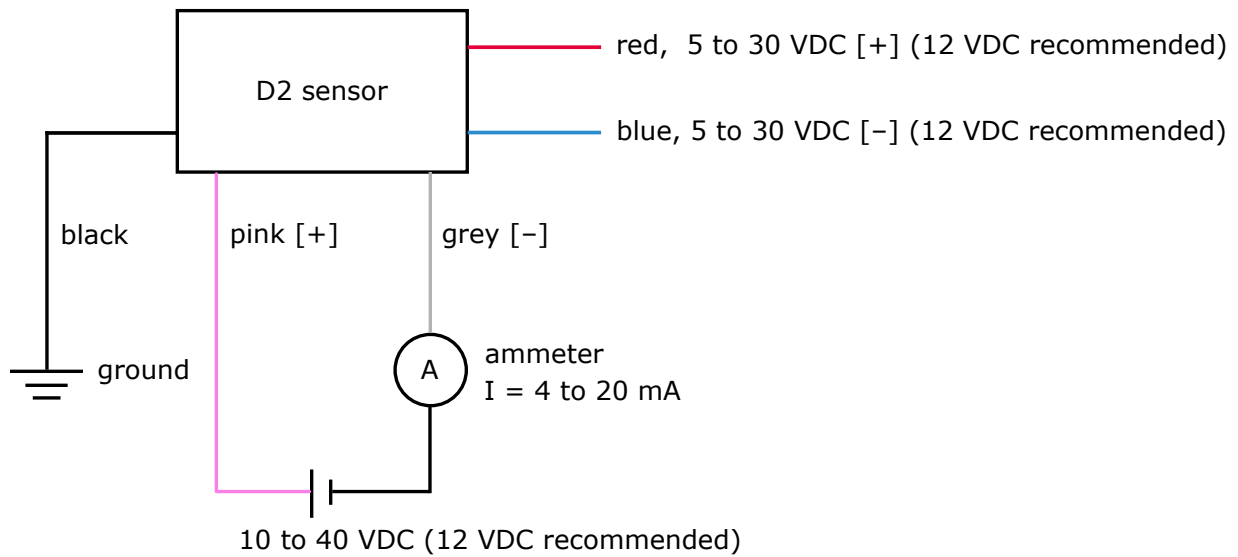 red,  5 to 30 VDC [+] (12 VDC recommended)
D2 sensor
blue, 5 to 30 VDC [–] (12 VDC recommended)
black
pink [+]
grey [–]
ground
A
ammeter
I = 4 to 20 mA
10 to 40 VDC (12 VDC recommended)